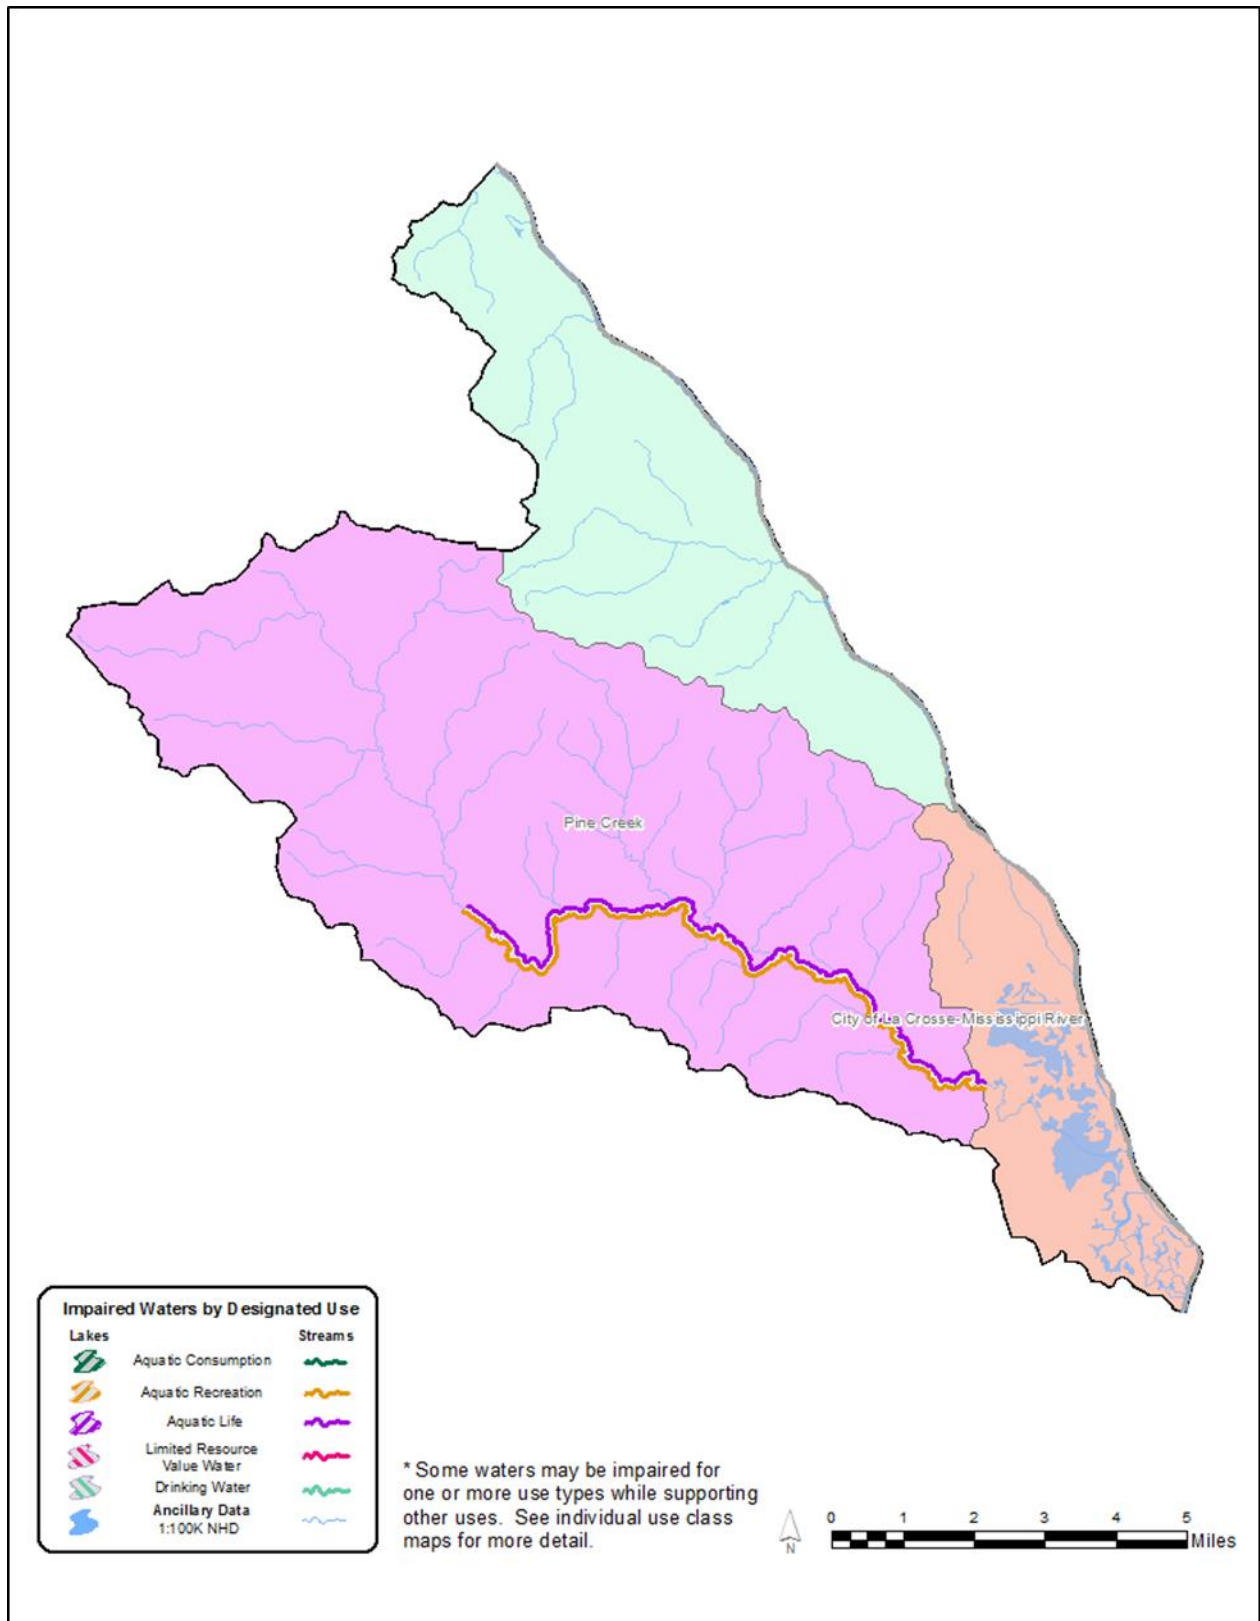 Pine Creek
City of La Crosse-Mississippi River
Impaired Waters by Designated Use
Lakes
Streams
Aquatic Consumption
Aquatic Recreation
Aquatic Life
Limited Resource
Value Water
Drinking Water
Ancillary Data
1:100K NHD
* Some waters may be impaired for
one or more use types while supporting
other uses. See individual use class
maps for more detail.
N
0 1 2 3 4 5
Miles